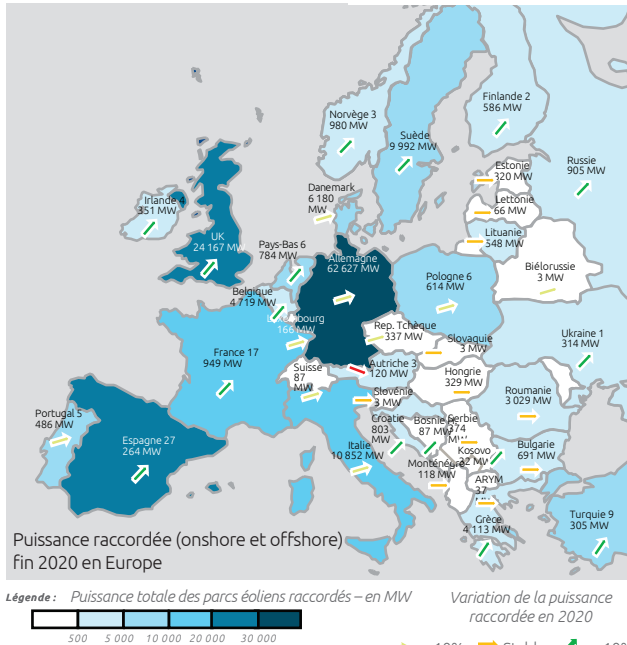 Finlande 2
586 MW
Norvège 3
980 MW
Suède
9 992 MW
Russie
905 MW
Estonie
320 MW
Lettonie
66 MW
Lituanie
548 MW
Danemark
6 180
MW
Irlande 4
351 MW
UK
24 167 MW
Pays-Bas 6
784 MW
Allemagne
62 627 MW
Pologne 6
614 MW
Biélorussie
3 MW
Belgique
4 719 MW
166 MW
Rep. Tchèque
337 MW
Slovaquie
3 MW
Ukraine 1
314 MW
France 17
949 MW
Suisse
87
MW
Autriche 3
120 MW
Hongrie
329 MW
Slovénie
3 MW
Roumanie
3 029 MW
Portugal 5
486 MW
Espagne 27
264 MW
Italie
10 852 MW
Croatie
803
MW
Bosnie
87 MW
Serbie
374
MW
Bulgarie
691 MW
Kosovo
32 MW
Monténégro
118 MW
ARYM
37
Grèce
4 113 MW
Turquie 9
305 MW
Puissance raccordée (onshore et offshore)
fin 2020 en Europe
Légende : Puissance totale des parcs éoliens raccordés – en MW
500 5 000 10 000 20 000 30 000
Variation de la puissance
raccordée en 2020